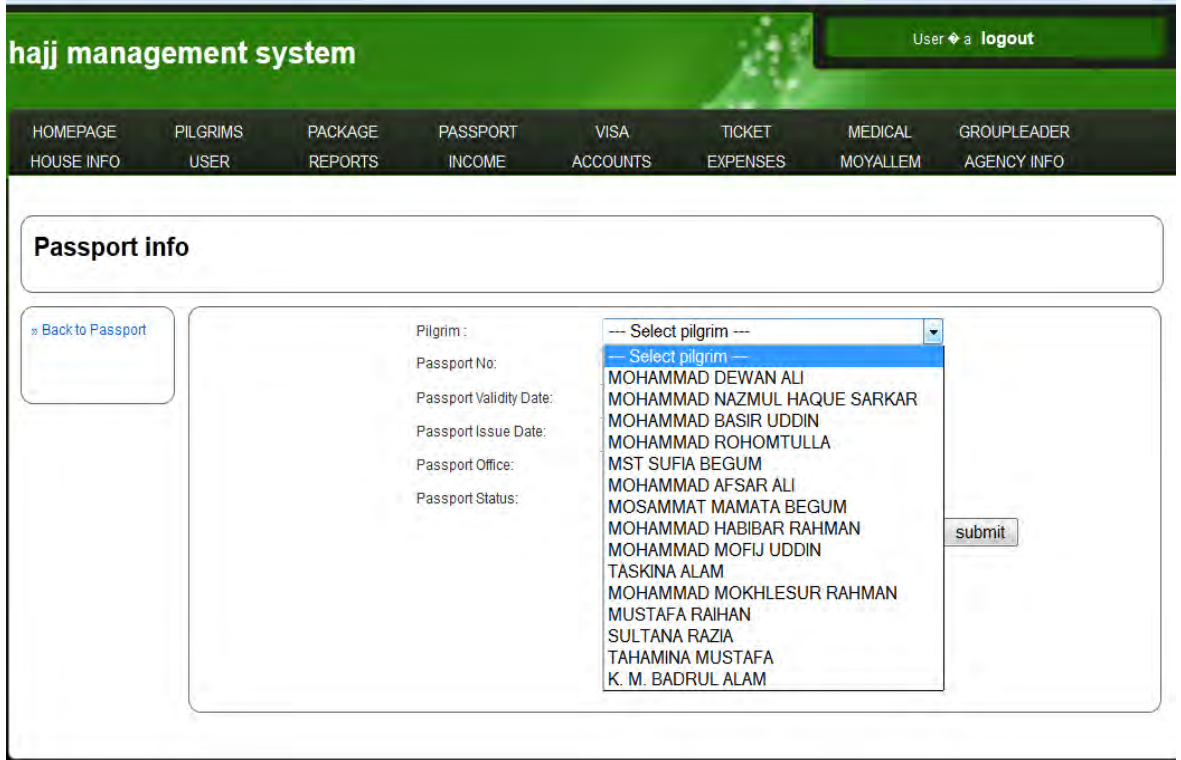 hajj management system
User � a logout
HOMEPAGE PILGRIMS PACKAGE PASSPORT VISA TICKET MEDICAL GROUPLEADER
HOUSE INFO USER REPORTS INCOME ACCOUNTS EXPENSES MOYALLEM AGENCY INFO
Passport info
» Back to Passport
Pilgrim : --- Select pilgrim ---
--- Select pilgrim ---
Passport No:
MOHAMMAD DEWAN ALI
Passport Validity Date:
MOHAMMAD NAZMUL HAQUE SARKAR
MOHAMMAD BASIR UDDIN
Passport Issue Date:
MOHAMMAD ROHOMTULLA
Passport Office:
MST SUFIA BEGUM
MOHAMMAD AFSAR ALI
Passport Status:
MOSAMMAT MAMATA BEGUM
MOHAMMAD HABIBAR RAHMAN
submit
MOHAMMAD MOFIJ UDDIN
TASKINA ALAM
MOHAMMAD MOKHLESUR RAHMAN
MUSTAFA RAIHAN
SULTANA RAZIA
TAHAMINA MUSTAFA
K. M. BADRUL ALAM